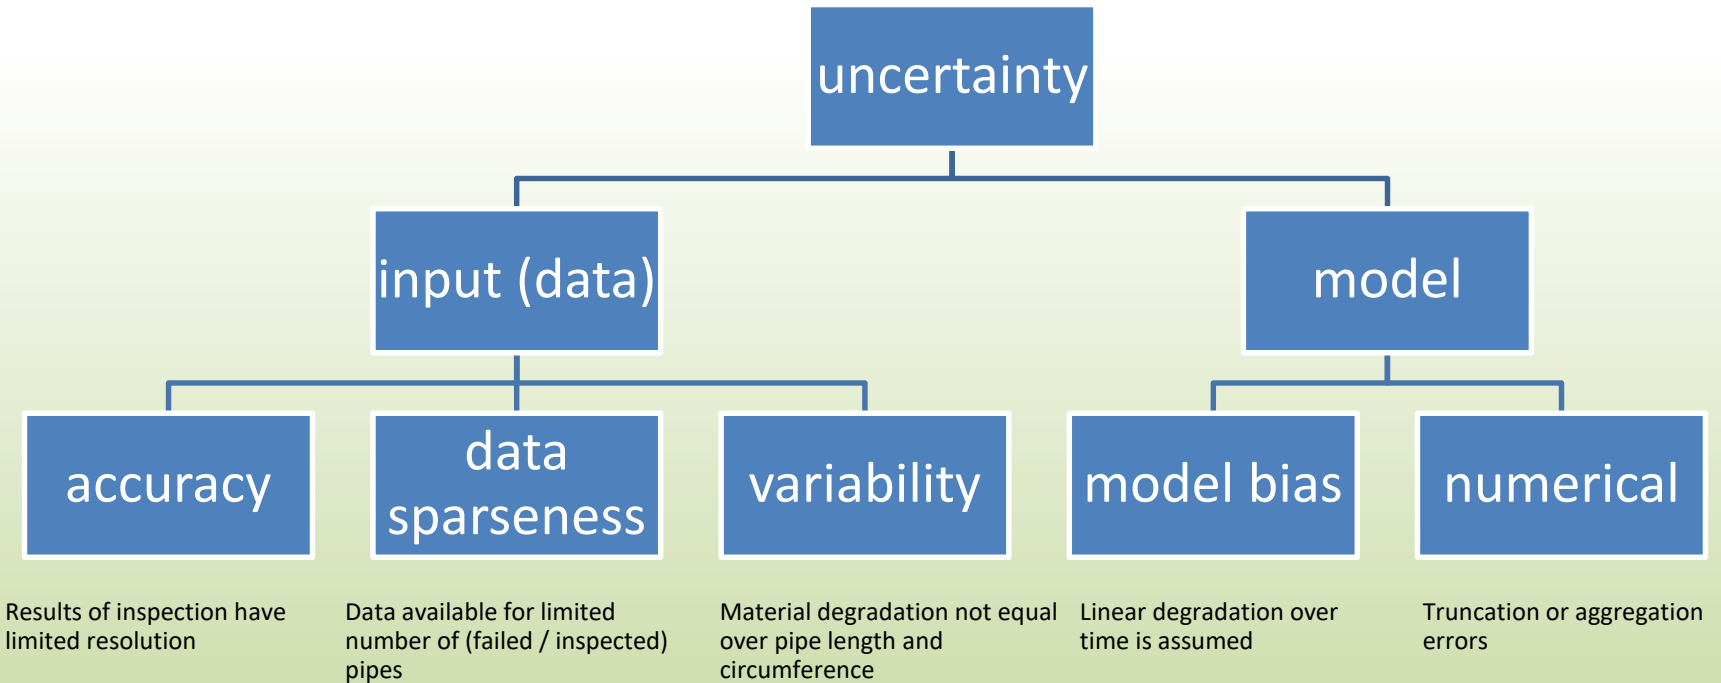 uncertainty
input (data)
model
accuracy
data
sparseness
variability
model bias
numerical
Results of inspection have
limited resolution
Data available for limited
number of (failed / inspected)
pipes
Material degradation not equal
over pipe length and
circumference
Linear degradation over
time is assumed
Truncation or aggregation
errors